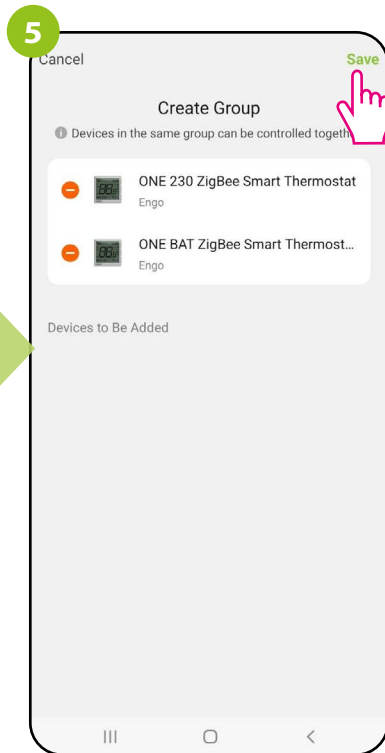 5
Cancel
Save
Create Group
Devices in the same group can be controlled togeth
ONE 230 ZigBee Smart Thermostat
Engo
ONE BAT ZigBee Smart Thermost...
Engo
Devices to Be Added